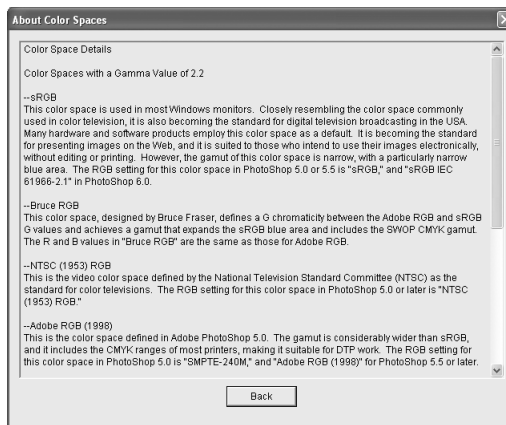 About Color Spaces
Color Space Details
Color Spaces with a Gamma Value of 2.2
--sRGB
This color space is used in most Windows monitors. Closely resembling the color space commonly
used in color television, it is also becoming the standard for digital television broadcasting in the USA.
Many hardware and software products employ this color space as a default. It is becoming the standard
for presenting images on the Web, and it is suited to those who intend to use their images electronically,
without editing or printing. However, the gamut of this color space is narrow, with a particularly narrow
blue area. The RGB setting for this color space in PhotoShop 5.0 or 5.5 is "sRGB," and "sRGB IEC
61966-2.1" in PhotoShop 6.0.
--Bruce RGB
This color space, designed by Bruce Fraser, defines a G chromaticity between the Adobe RGB and sRGB
G values and achieves a gamut that expands the sRGB blue area and includes the SWOP CMYK gamut.
The R and B values in "Bruce RGB" are the same as those for Adobe RGB.
--NTSC (1953) RGB
This is the video color space defined by the National Television Standard Committee (NTSC) as the
standard for color televisions. The RGB setting for this color space in PhotoShop 5.0 or later is "NTSC
(1953) RGB."
--Adobe RGB (1998)
This is the color space defined in Adobe PhotoShop 5.0. The gamut is considerably wider than sRGB,
and it includes the CMYK ranges of most printers, making it suitable for DTP work. The RGB setting for
this color space in PhotoShop 5.0 is "SMPTE-240M," and "Adobe RGB (1998)" for PhotoShop 5.5 or later.
Back